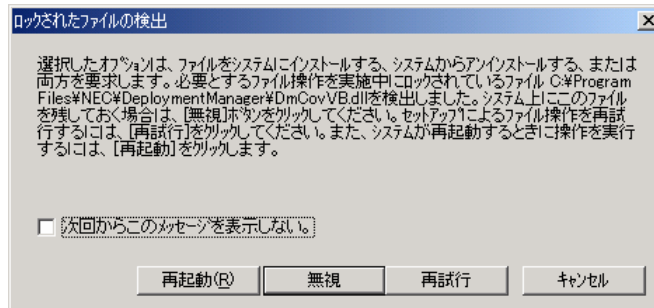 ロックされたファイルの検出
選択したオプションは、ファイルをシステムにインストールする、システムからアンインストールする、または
両方を要求します。必要とするファイル操作を実施中にロックされているファイル C:¥Program
Files¥NEC¥DeploymentManager¥DmCovVB.dllを検出しました。システム上にこのファイル
を残しておく場合は、[無視]ボタンをクリックしてください。セットアップによるファイル操作を再試
行するには、[再試行]をクリックしてください。また、システムが再起動するときに操作を実行
するには、[再起動]をクリックします。
次回からこのメッセージを表示しない。
再起動(R) 無視 再試行 キャンセル